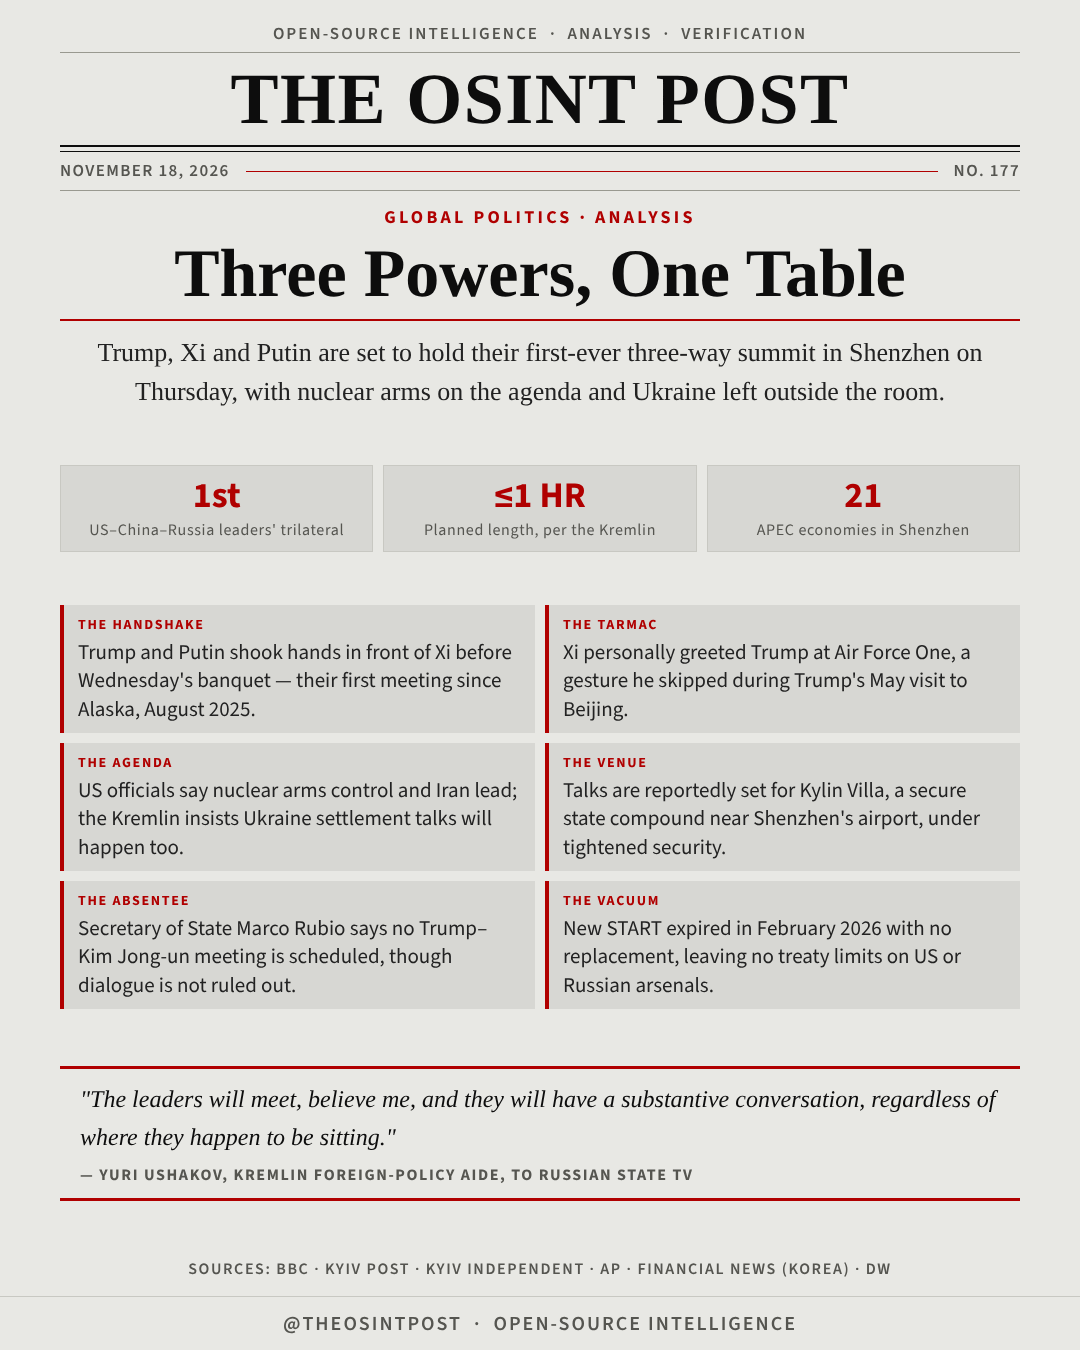 OPEN-SOURCE INTELLIGENCE · ANALYSIS · VERIFICATION
THE OSINT POST
NOVEMBER 18, 2026 NO. 177
GLOBAL POLITICS · ANALYSIS
Three Powers, One Table
Trump, Xi and Putin are set to hold their first-ever three-way summit in Shenzhen on
Thursday, with nuclear arms on the agenda and Ukraine left outside the room.
1st
US–China–Russia leaders' trilateral
≤1 HR
Planned length, per the Kremlin
21
APEC economies in Shenzhen
THE HANDSHAKE
Trump and Putin shook hands in front of Xi before
Wednesday's banquet — their first meeting since
Alaska, August 2025.
THE TARMAC
Xi personally greeted Trump at Air Force One, a
gesture he skipped during Trump's May visit to
Beijing.
THE AGENDA
US officials say nuclear arms control and Iran lead;
the Kremlin insists Ukraine settlement talks will
happen too.
THE VENUE
Talks are reportedly set for Kylin Villa, a secure
state compound near Shenzhen's airport, under
tightened security.
THE ABSENTEE
Secretary of State Marco Rubio says no Trump–
Kim Jong-un meeting is scheduled, though
dialogue is not ruled out.
THE VACUUM
New START expired in February 2026 with no
replacement, leaving no treaty limits on US or
Russian arsenals.
"The leaders will meet, believe me, and they will have a substantive conversation, regardless of
where they happen to be sitting."
— YURI USHAKOV, KREMLIN FOREIGN-POLICY AIDE, TO RUSSIAN STATE TV
SOURCES: BBC · KYIV POST · KYIV INDEPENDENT · AP · FINANCIAL NEWS (KOREA) · DW
@THEOSINTPOST · OPEN-SOURCE INTELLIGENCE